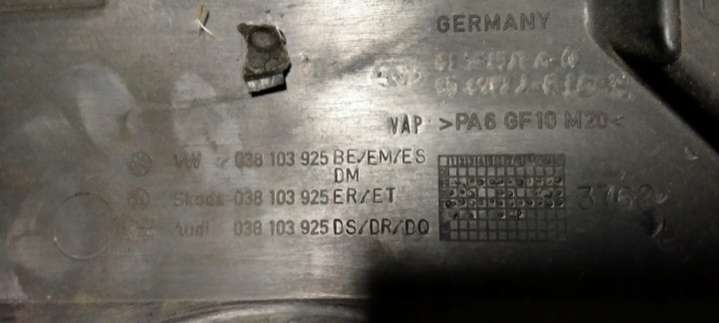 GERMANY
VAP >PA6 GF10 M20<
VW 038 103 925 BE/EM/ES
DM
Skoda 038 103 925 ER/ET
Audi 038 103 925 DS/DR/DQ